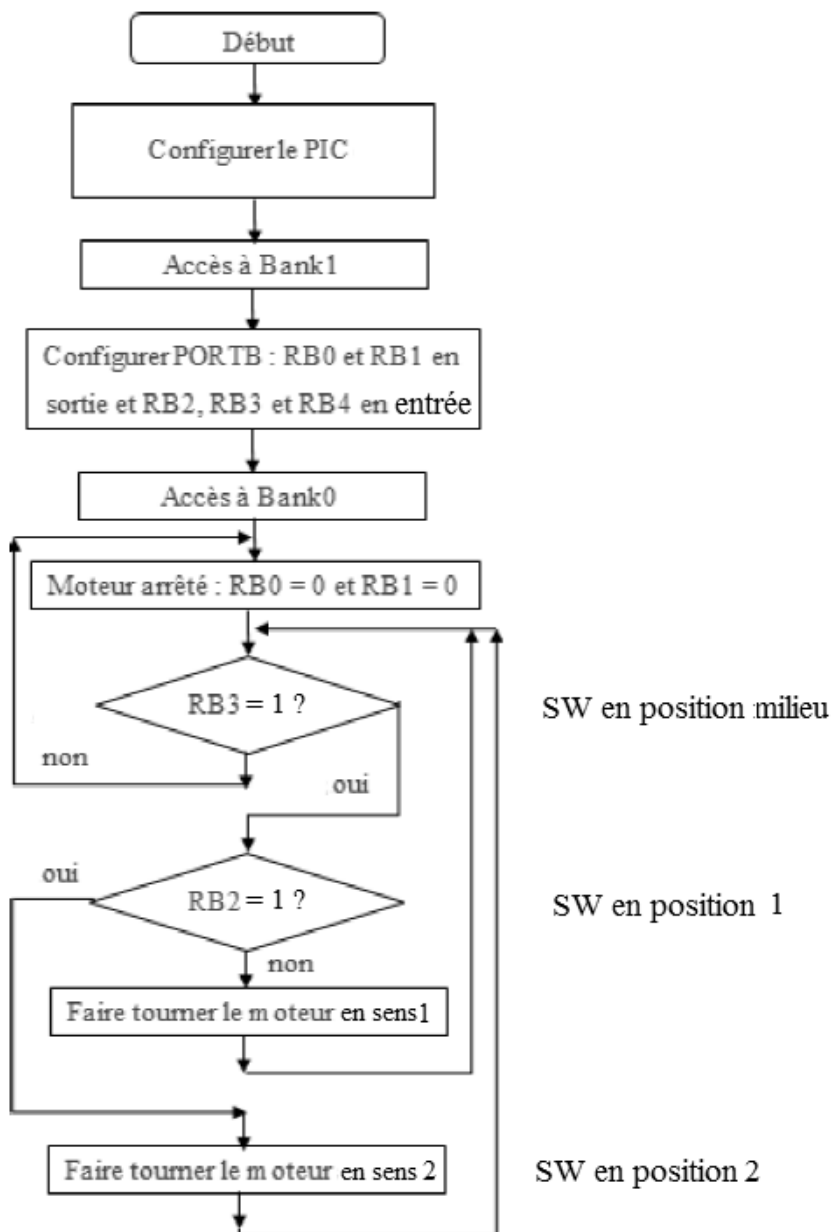 Début
Configurer le PIC
Accès à Bank1
Configurer PORTB : RB0 et RB1 en
sortie et RB2, RB3 et RB4 en entrée
Accès à Bank0
Moteur arrêté : RB0 = 0 et RB1 = 0
RB3 = 1 ?
SW en position milieu
non
oui
oui
RB2 = 1 ?
SW en position 1
non
Faire tourner le moteur en sens1
Faire tourner le moteur en sens 2
SW en position 2